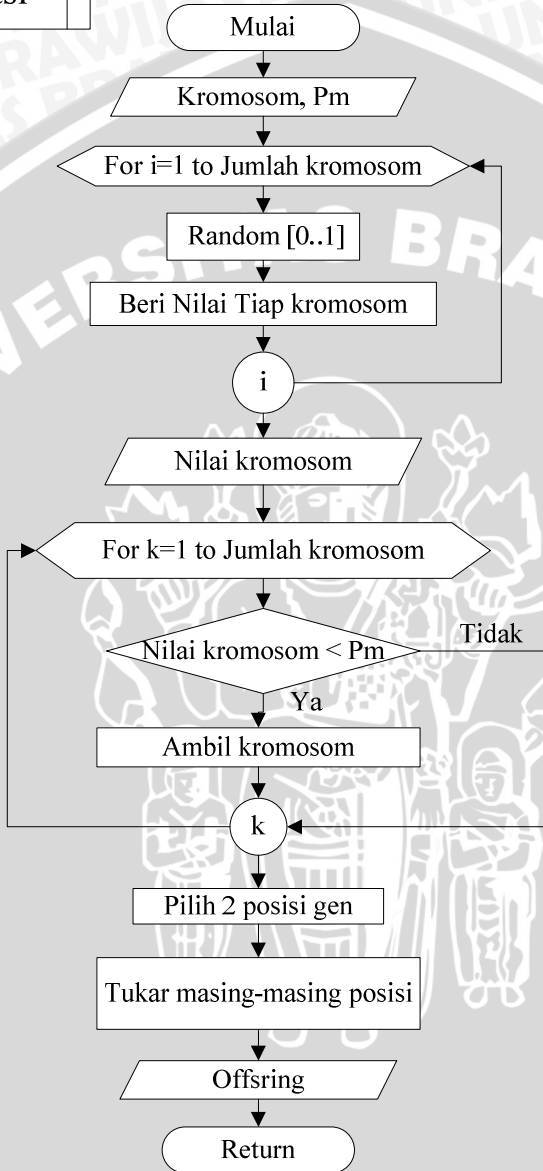 Mulai
Kromosom, Pm
For i=1 to Jumlah kromosom
Random [0..1]
Beri Nilai Tiap kromosom
i
Nilai kromosom
For k=1 to Jumlah kromosom
Nilai kromosom < Pm
Tidak
Ya
Ambil kromosom
k
Pilih 2 posisi gen
Tukar masing-masing posisi
Offsring
Return